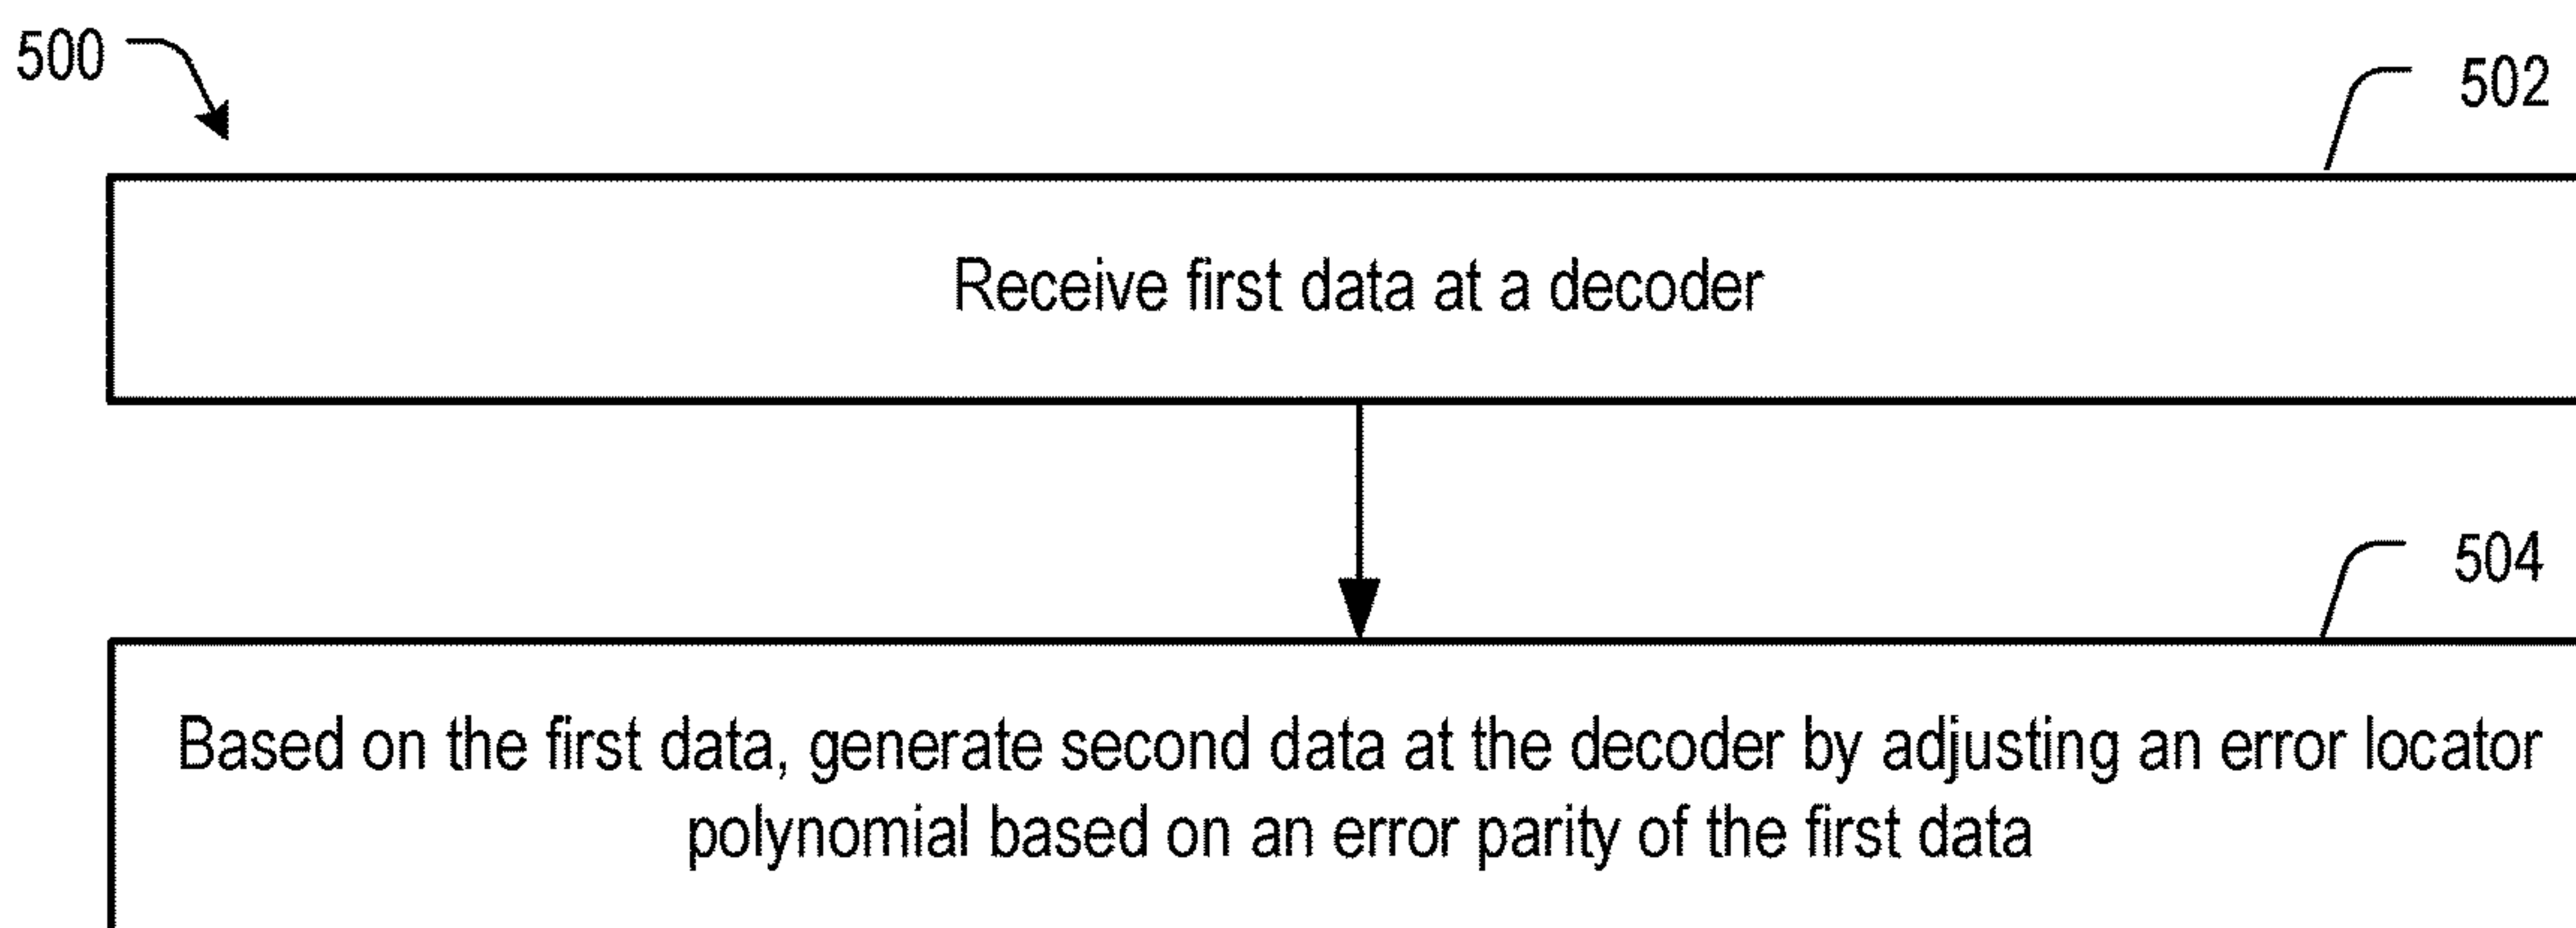 500
502
Receive first data at a decoder
504
Based on the first data, generate second data at the decoder by adjusting an error locator
polynomial based on an error parity of the first data